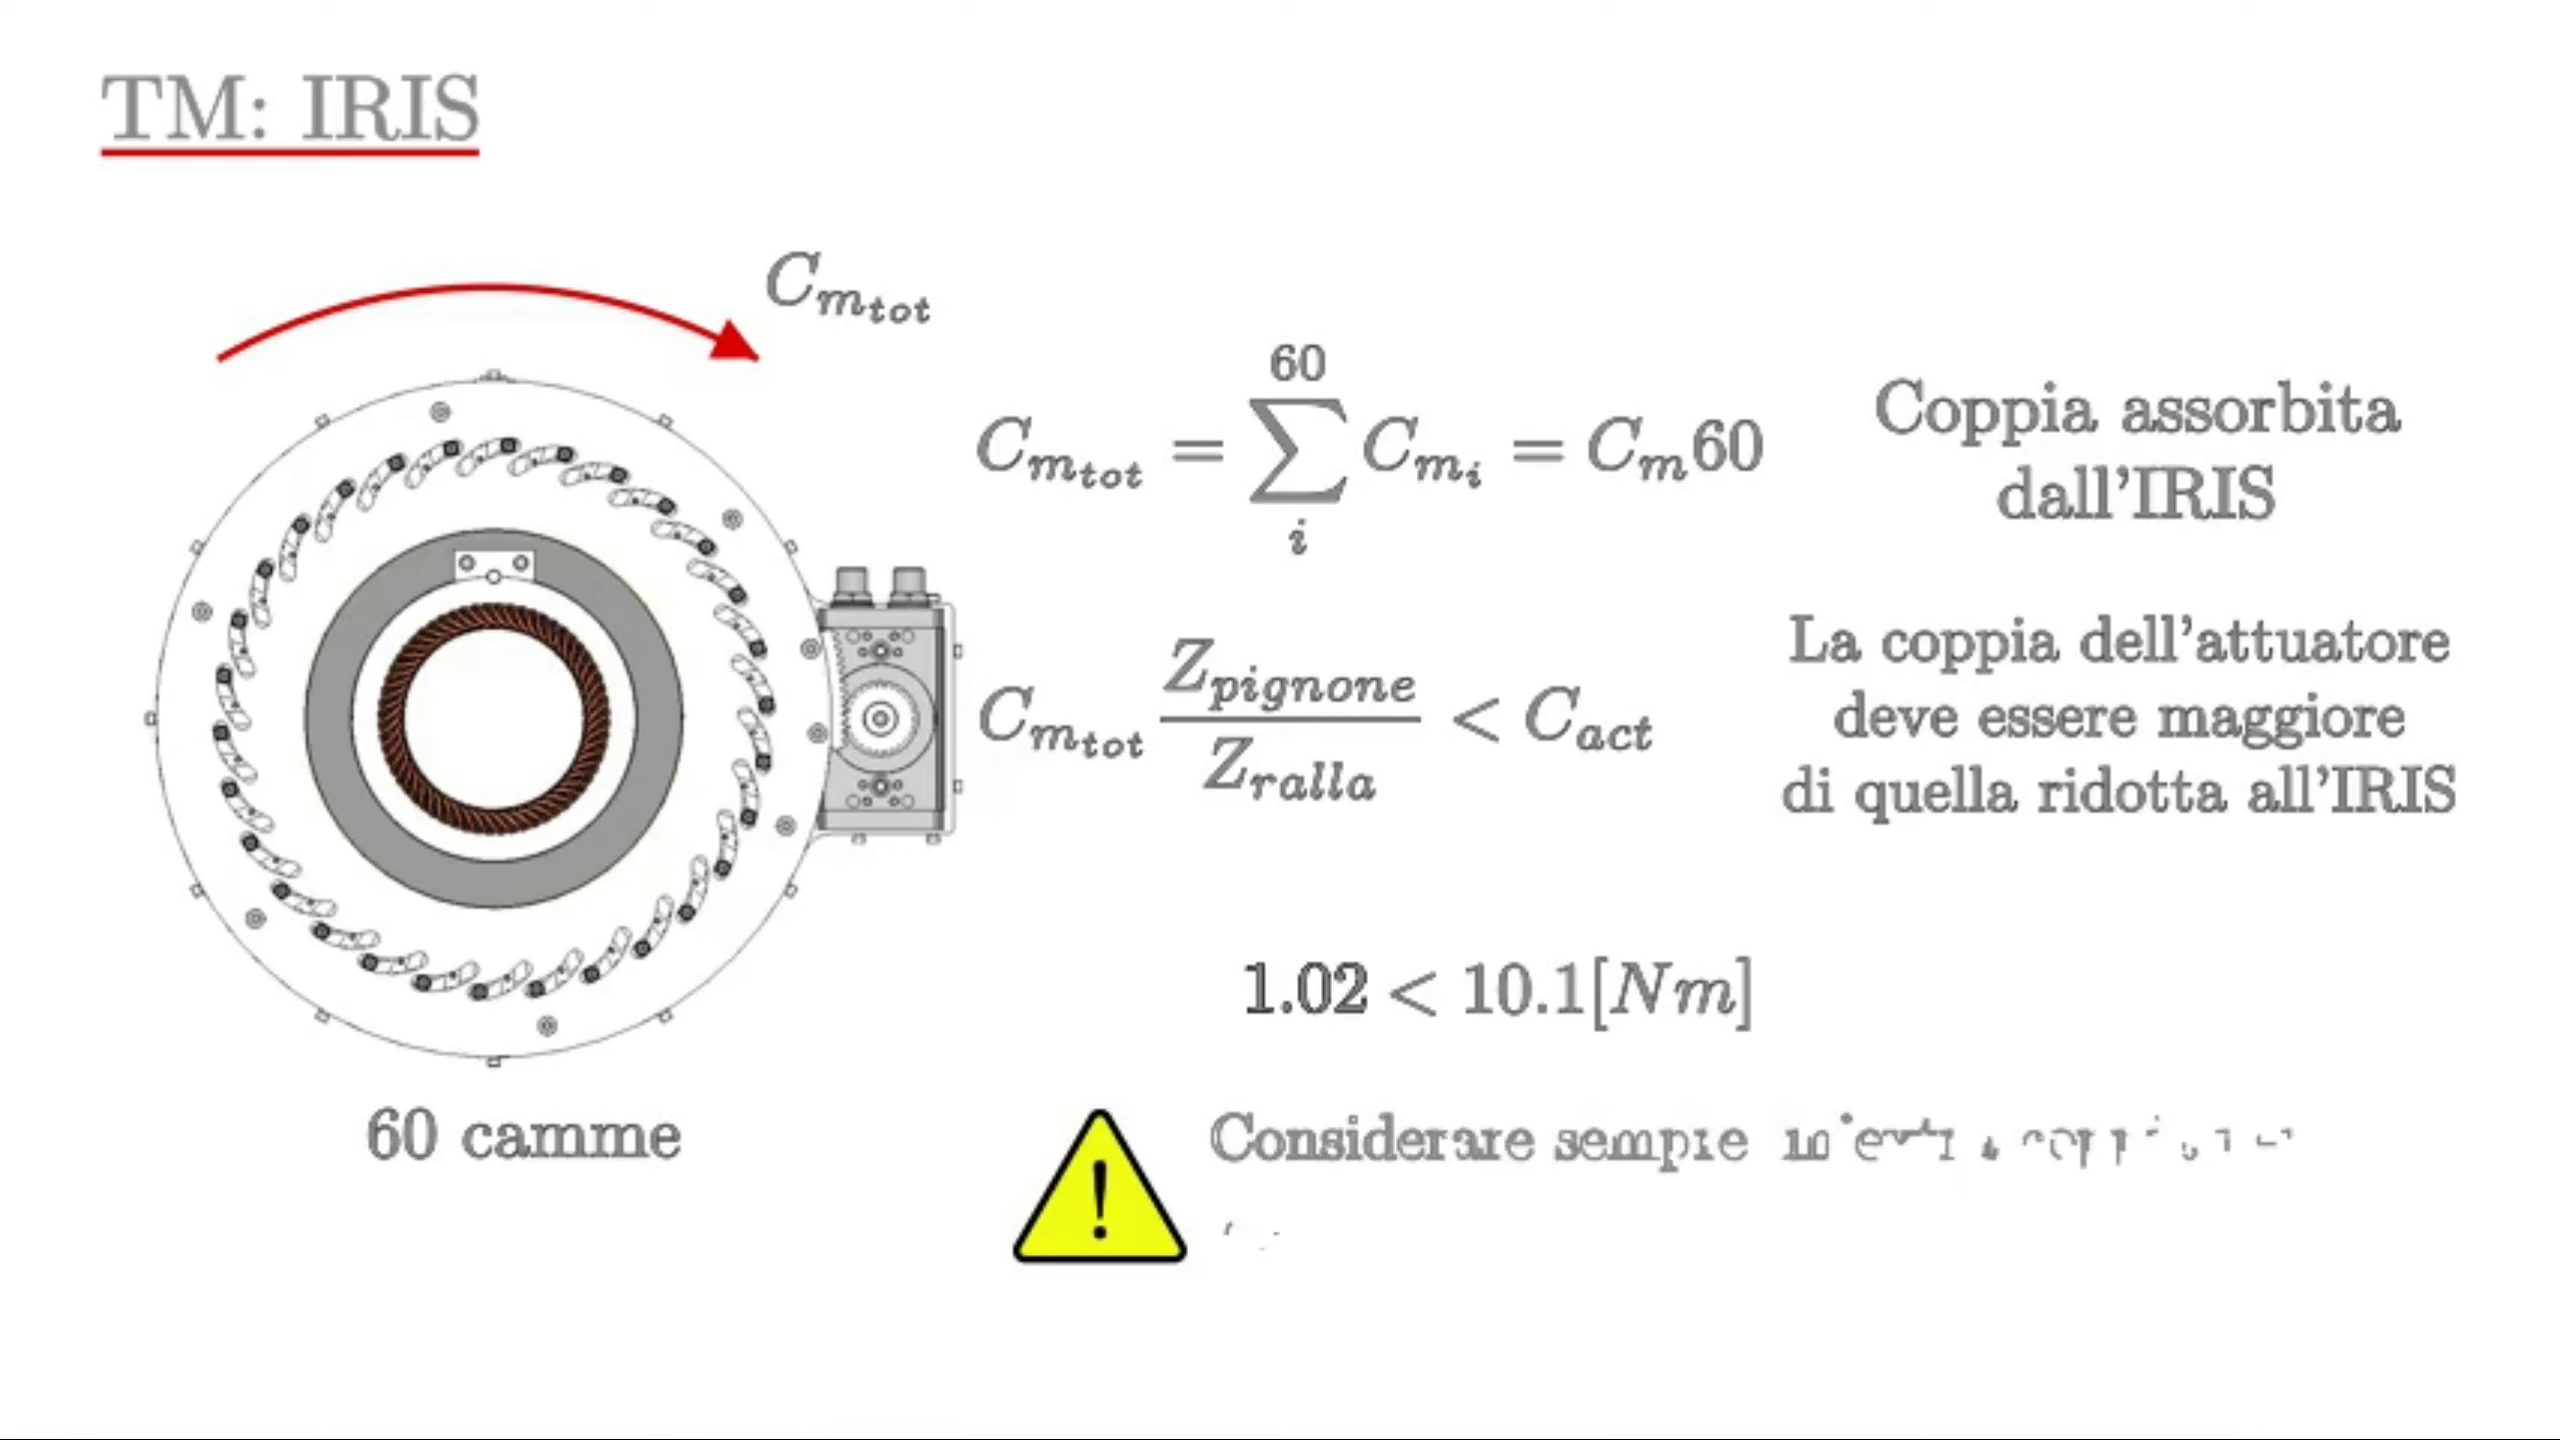 TM: IRIS
C_{m_{tot}}
C_{m_{tot}} = \sum_{i}^{60} C_{m_i} = C_m 60
Coppia assorbita
dall'IRIS
C_{m_{tot}} \frac{Z_{pignone}}{Z_{ralla}} < C_{act}
La coppia dell'attuatore
deve essere maggiore
di quella ridotta all'IRIS
1.02 < 10.1[Nm]
60 camme
!
Considerare sempre